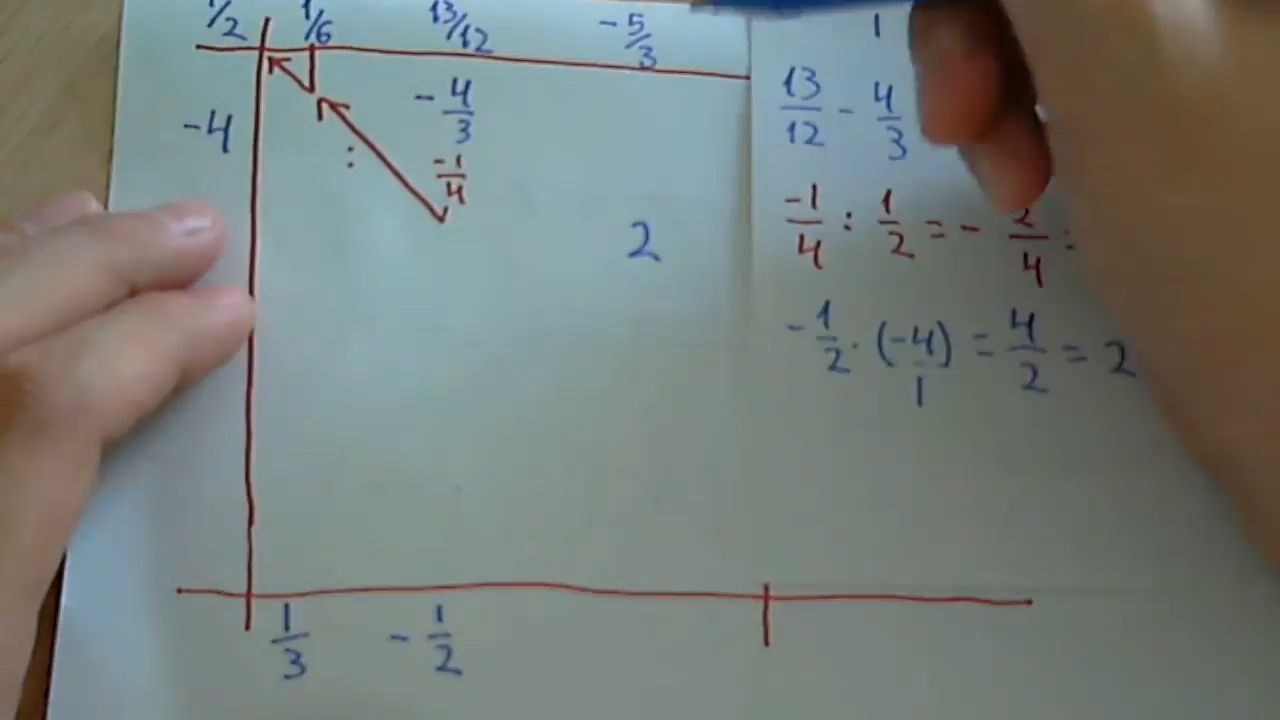 1/2 1/6 13/12 -5/3
-4 -4/3
: -1/4
2
1/3 -1/2
1
13/12 - 4/3
-1/4 : 1/2 = - 2/4 :
-1/2 · (-4)/1 = 4/2 = 2